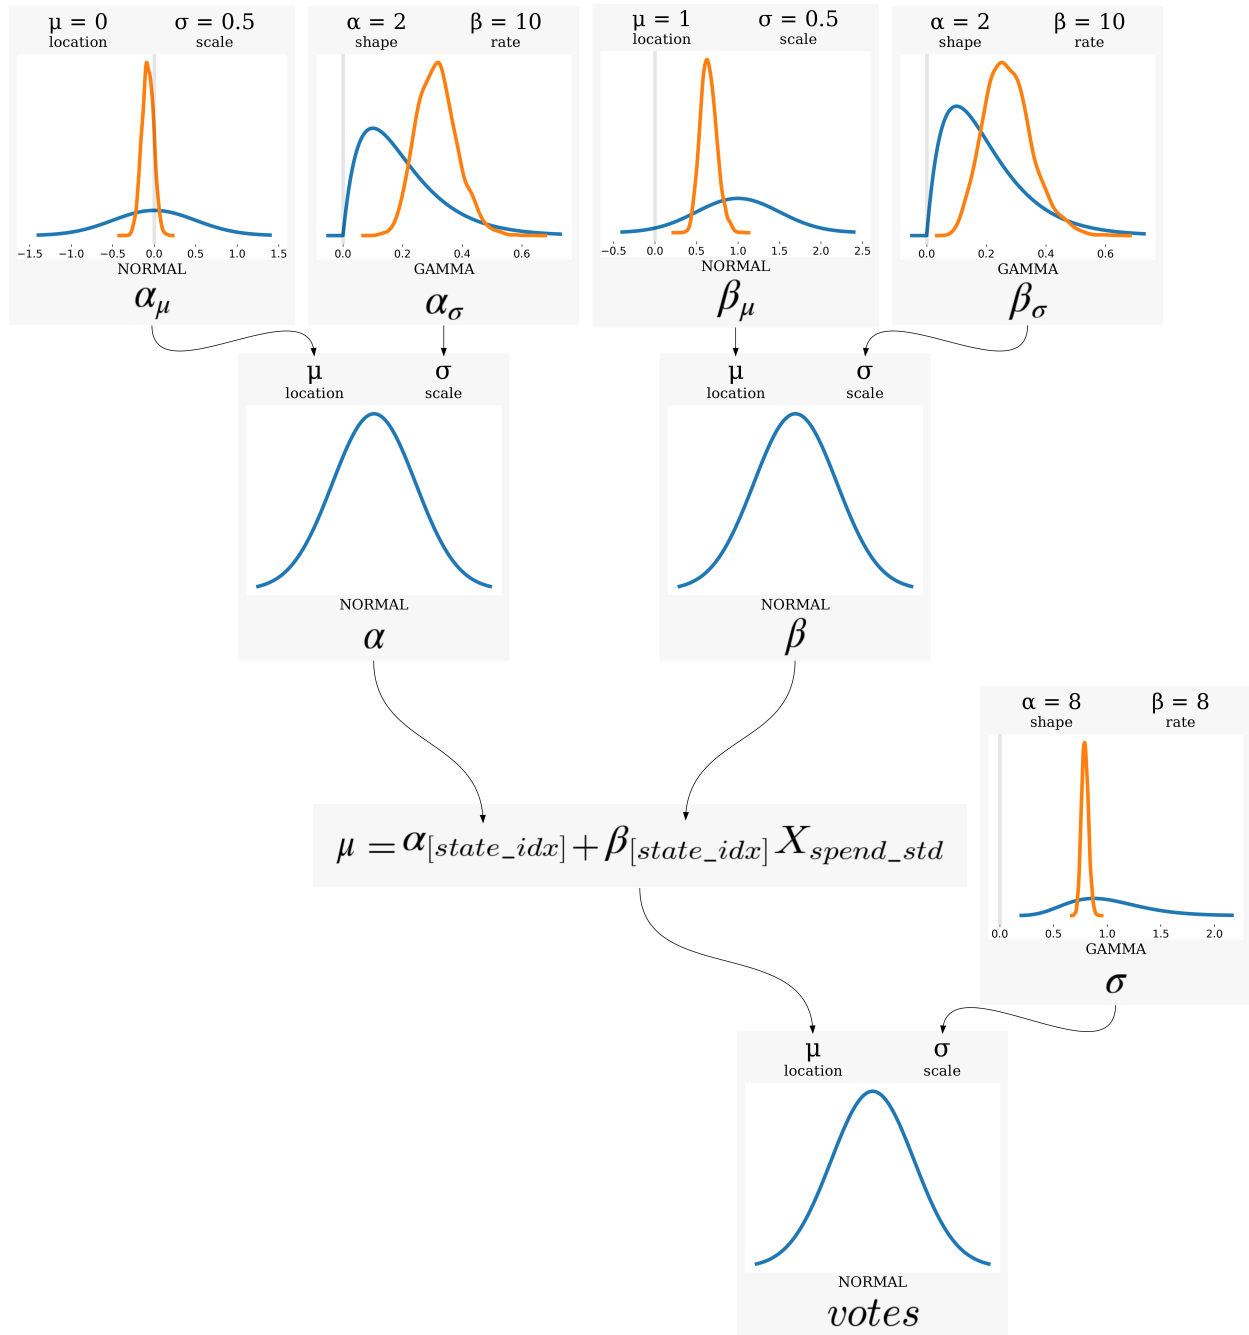 μ = 0 σ = 0.5
location scale
−1.5 −1.0 −0.5 0.0 0.5 1.0 1.5
NORMAL
α_μ
α = 2 β = 10
shape rate
0.0 0.2 0.4 0.6
GAMMA
α_σ
μ = 1 σ = 0.5
location scale
−0.5 0.0 0.5 1.0 1.5 2.0 2.5
NORMAL
β_μ
α = 2 β = 10
shape rate
0.0 0.2 0.4 0.6
GAMMA
β_σ
μ σ
location scale
NORMAL
α
μ σ
location scale
NORMAL
β
α = 8 β = 8
shape rate
0.0 0.5 1.0 1.5 2.0
GAMMA
σ
μ = α[state_idx] + β[state_idx] X_spend_std
μ σ
location scale
NORMAL
votes